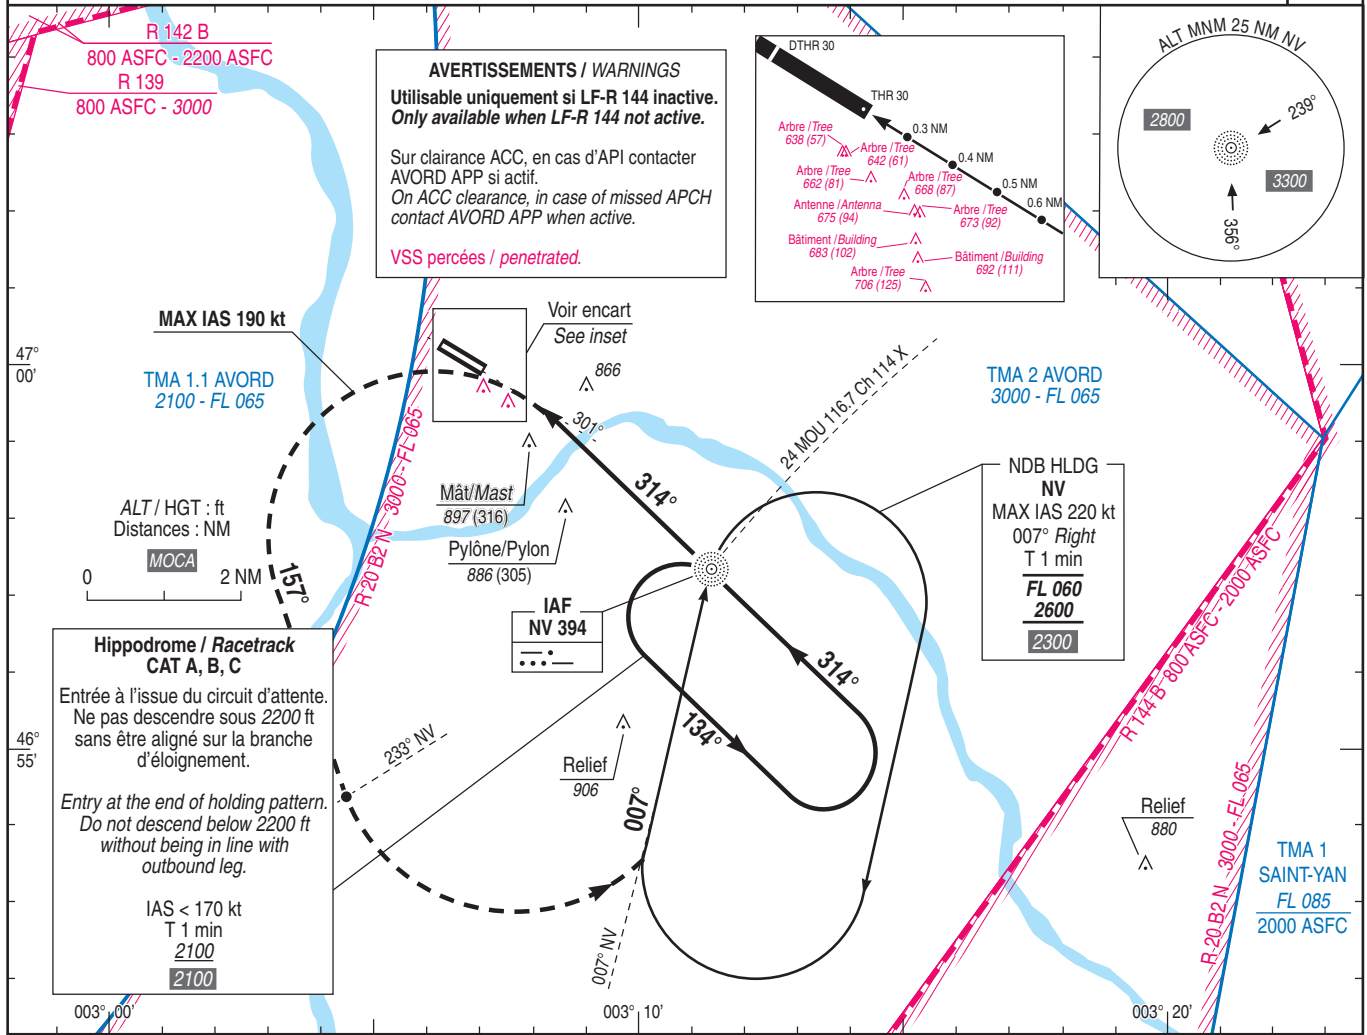 R 142 B
800 ASFC - 2200 ASFC
R 139
800 ASFC - 3000
AVERTISSEMENTS / WARNINGS
Utilisable uniquement si LF-R 144 inactive.
Only available when LF-R 144 not active.
Sur clairance ACC, en cas d'API contacter
AVORD APP si actif.
On ACC clearance, in case of missed APCH
contact AVORD APP when active.
VSS percées / penetrated.
DTHR 30
THR 30
0.3 NM
0.4 NM
0.5 NM
0.6 NM
Arbre /Tree
638 (57)
Arbre /Tree
642 (61)
Arbre /Tree
662 (81)
Arbre /Tree
668 (87)
Antenne /Antenna
675 (94)
Arbre /Tree
673 (92)
Bâtiment /Building
683 (102)
Bâtiment /Building
692 (111)
Arbre /Tree
706 (125)
ALT MNM 25 NM NV
2800
239°
3300
356°
MAX IAS 190 kt
Voir encart
See inset
47°
00'
TMA 1.1 AVORD
2100 - FL 065
866
301°
24 MOU 116.7 Ch 114 X
TMA 2 AVORD
3000 - FL 065
R 20 B2 N  3000 - FL 065
Mât/Mast
897 (316)
314°
NDB HLDG
NV
MAX IAS 220 kt
007° Right
T 1 min
FL 060
2600
2300
ALT / HGT : ft
Distances : NM
MOCA
0
2 NM
157°
Pylône/Pylon
886 (305)
IAF
NV 394
R 144 B  800 ASFC - 2000 ASFC
Hippodrome / Racetrack
CAT A, B, C
Entrée à l'issue du circuit d'attente.
Ne pas descendre sous 2200 ft
sans être aligné sur la branche
d'éloignement.
Entry at the end of holding pattern.
Do not descend below 2200 ft
without being in line with
outbound leg.
IAS < 170 kt
T 1 min
2100
2100
314°
134°
46°
55'
233° NV
Relief
906
007°
007° NV
Relief
880
R 20 B2 N  3000 - FL 065
TMA 1
SAINT-YAN
FL 085
2000 ASFC
003° 00'
003° 10'
003° 20'